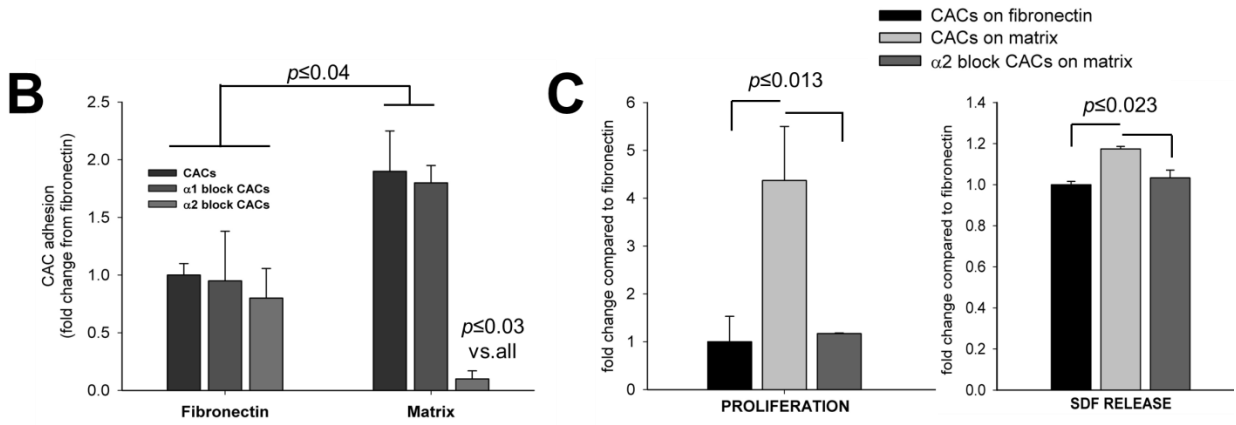 B
CAC adhesion
(fold change from fibronectin)
2.5
2.0
1.5
1.0
0.5
0.0
p≤0.04
CACs
α1 block CACs
α2 block CACs
p≤0.03
vs.all
Fibronectin
Matrix
C
CACs on fibronectin
CACs on matrix
α2 block CACs on matrix
fold change compared to fibronectin
6
5
4
3
2
1
0
p≤0.013
PROLIFERATION
fold change compared to fibronectin
1.4
1.2
1.0
0.8
0.6
0.4
0.2
0.0
p≤0.023
SDF RELEASE